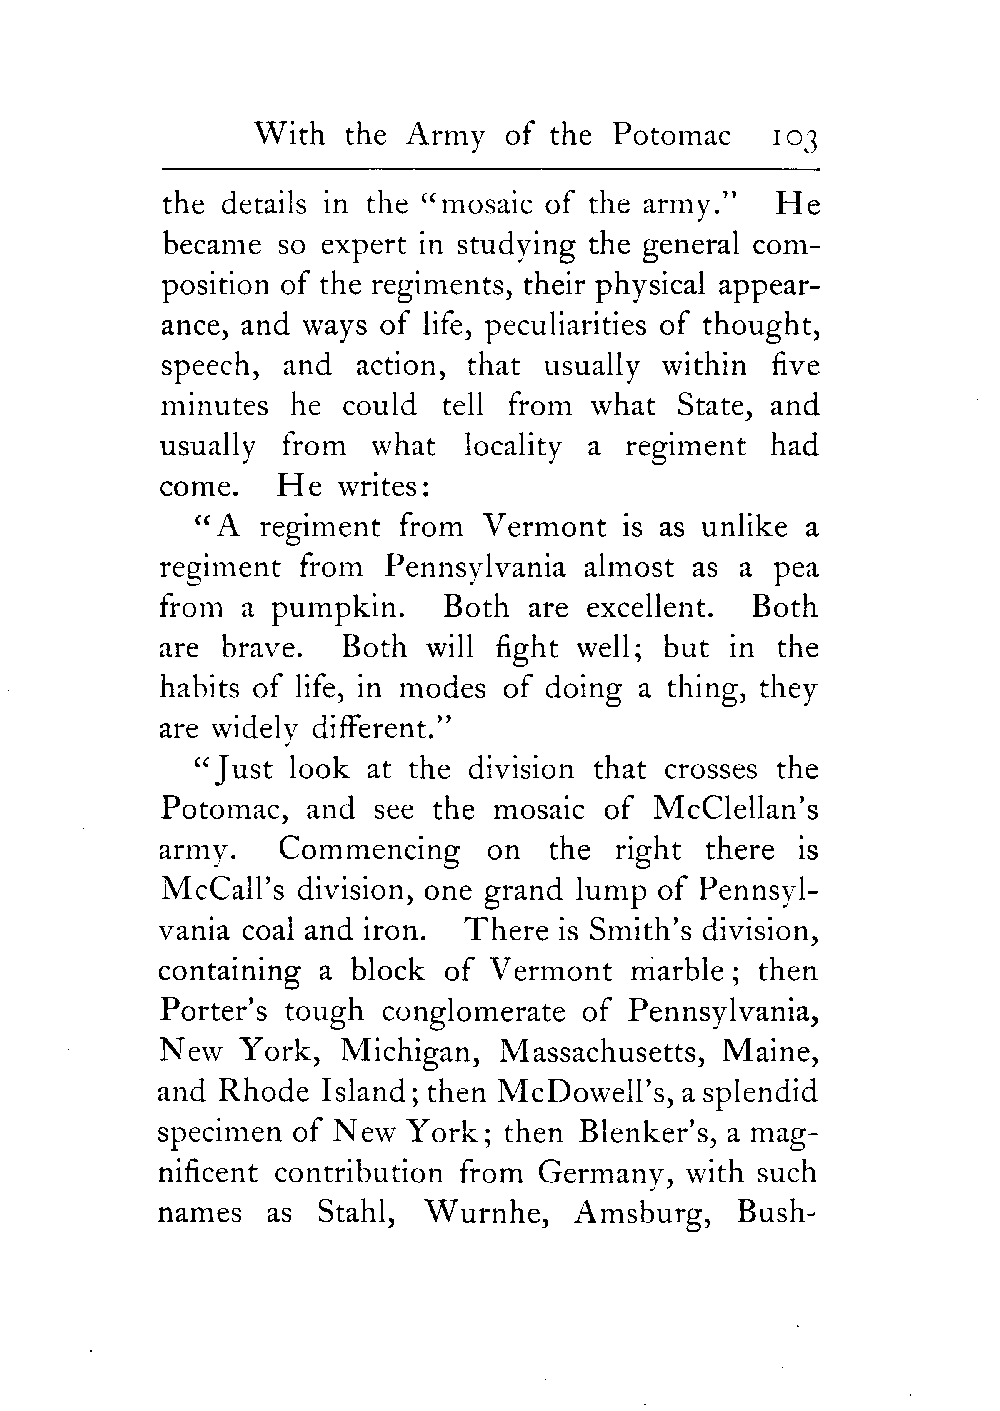 With the Army of the Potomac 103
the details in the “mosaic of the army.” He
became so expert in studying the general com-
position of the regiments, their physical appear-
ance, and ways of life, peculiarities of thought,
speech, and action, that usually within five
minutes he could tell from what State, and
usually from what locality a regiment had
come. He writes:
“A regiment from Vermont is as unlike a
regiment from Pennsylvania almost as a pea
from a pumpkin. Both are excellent. Both
are brave. Both will fight well; but in the
habits of life, in modes of doing a thing, they
are widely different.”
“Just look at the division that crosses the
Potomac, and see the mosaic of McClellan’s
army. Commencing on the right there is
McCall’s division, one grand lump of Pennsyl-
vania coal and iron. There is Smith’s division,
containing a block of Vermont marble; then
Porter’s tough conglomerate of Pennsylvania,
New York, Michigan, Massachusetts, Maine,
and Rhode Island; then McDowell’s, a splendid
specimen of New York; then Blenker’s, a mag-
nificent contribution from Germany, with such
names as Stahl, Wurnhe, Amsburg, Bush-